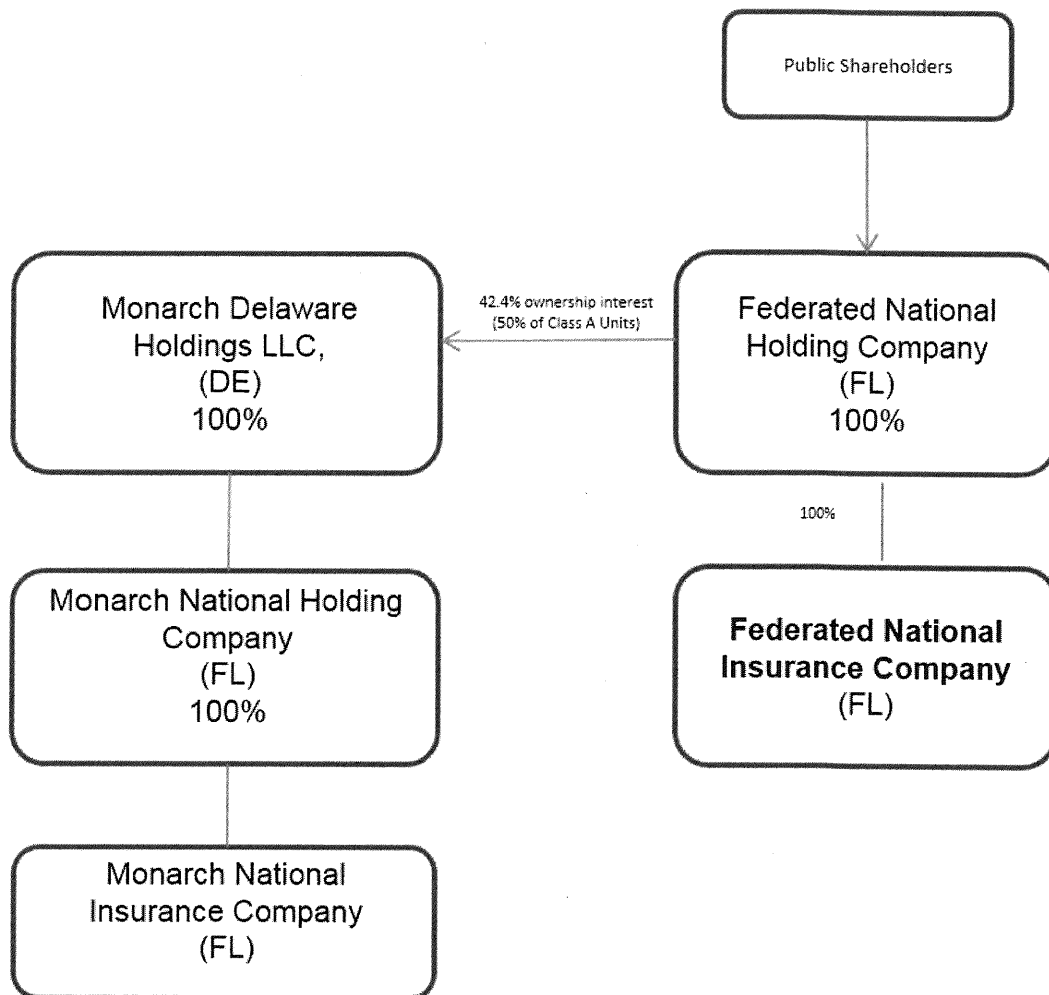 Public Shareholders
Monarch Delaware
Holdings LLC,
(DE)
100%
42.4% ownership interest
(50% of Class A Units)
Federated National
Holding Company
(FL)
100%
100%
Monarch National Holding
Company
(FL)
100%
Federated National
Insurance Company
(FL)
Monarch National
Insurance Company
(FL)